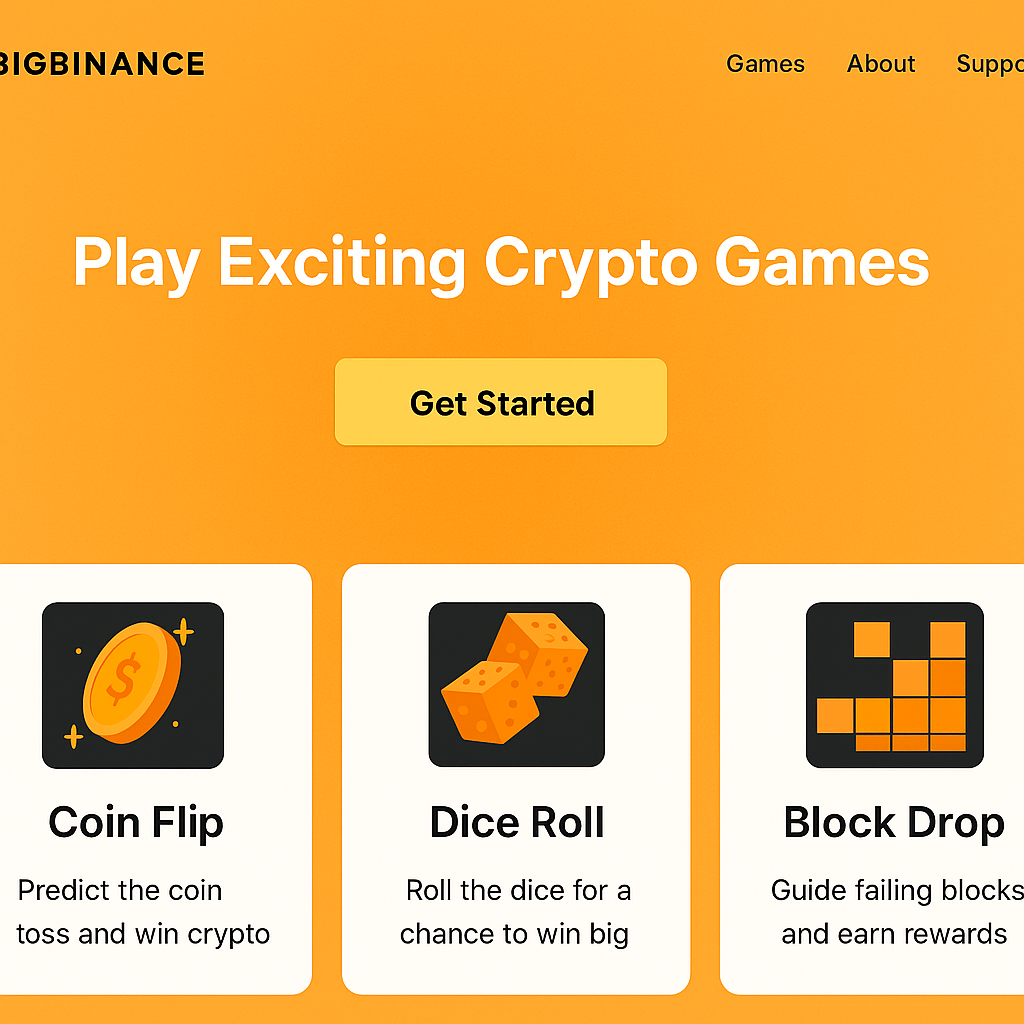 BIGBINANCE
Games About Suppo
Play Exciting Crypto Games
Get Started
$
Coin Flip
Predict the coin
toss and win crypto
Dice Roll
Roll the dice for a
chance to win big
Block Drop
Guide failing blocks
and earn rewards